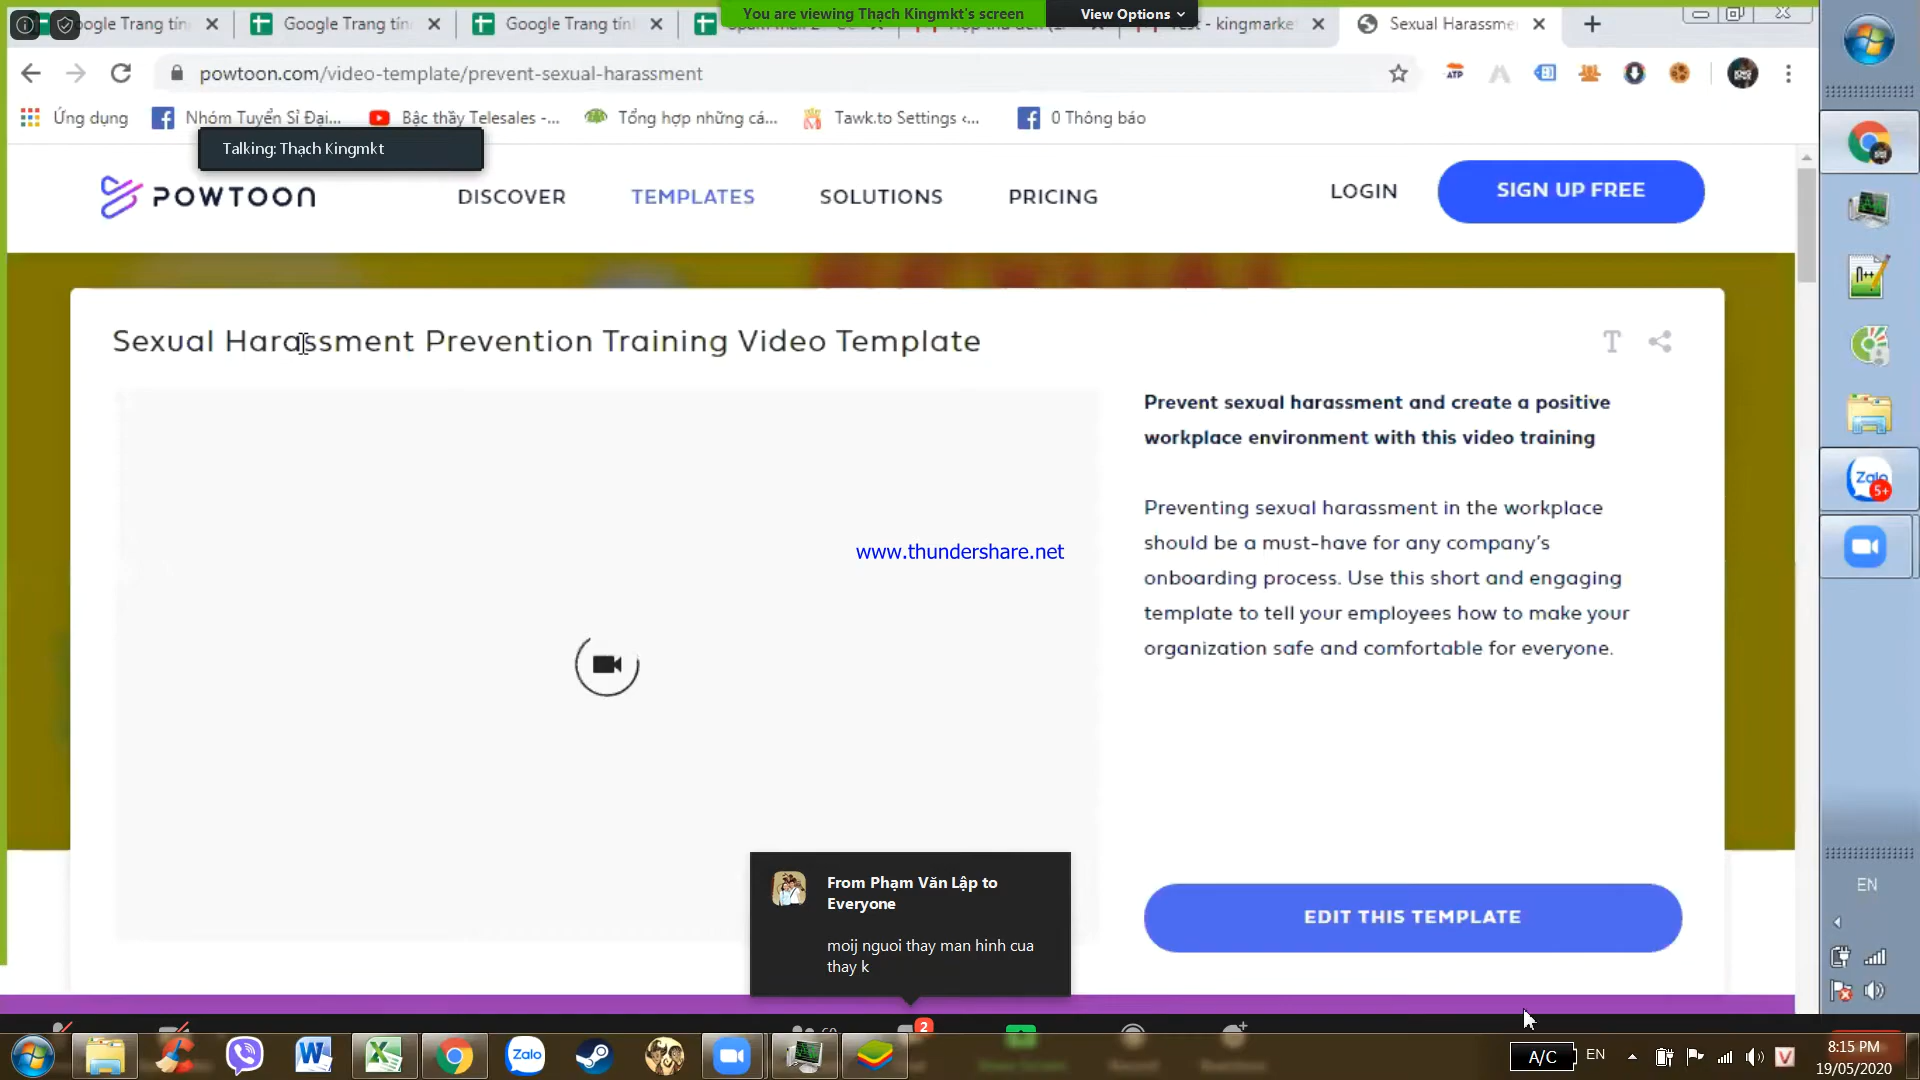 You are viewing Thạch Kingmkt's screen
View Options
Google Trang tín
Google Trang tín
kingmarke
Sexual Harassme
powtoon.com/video-template/prevent-sexual-harassment
Ứng dụng
Nhóm Tuyển Sỉ Đại...
Bậc thầy Telesales -...
Tổng hợp những cá...
Tawk.to Settings ‹...
0 Thông báo
Talking: Thạch Kingmkt
POWTOON
DISCOVER
TEMPLATES
SOLUTIONS
PRICING
LOGIN
SIGN UP FREE
Sexual Harassment Prevention Training Video Template
Prevent sexual harassment and create a positive
workplace environment with this video training
Preventing sexual harassment in the workplace
should be a must-have for any company's
onboarding process. Use this short and engaging
template to tell your employees how to make your
organization safe and comfortable for everyone.
www.thundershare.net
EDIT THIS TEMPLATE
From Phạm Văn Lập to
Everyone
moij nguoi thay man hinh cua
thay k
Zalo
5+
EN
2
Zalo
A/C
EN
8:15 PM
19/05/2020